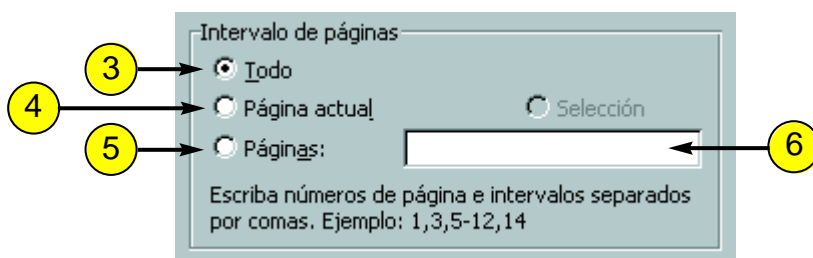 Intervalo de páginas
3 Todo
4 Página actual Selección
5 Páginas: 6
Escriba números de página e intervalos separados
por comas. Ejemplo: 1,3,5-12,14